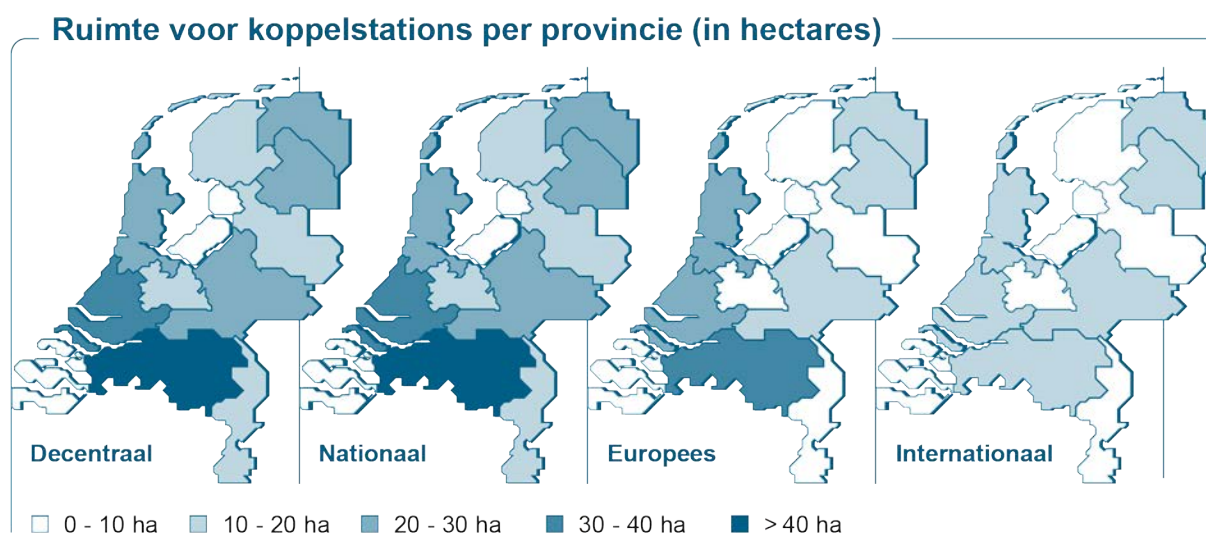 Ruimte voor koppelstations per provincie (in hectares)
Decentraal
Nationaal
Europees
Internationaal
0 - 10 ha
10 - 20 ha
20 - 30 ha
30 - 40 ha
> 40 ha